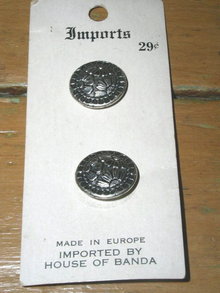 Imports
29¢
MADE IN EUROPE
IMPORTED BY
HOUSE OF BANDA